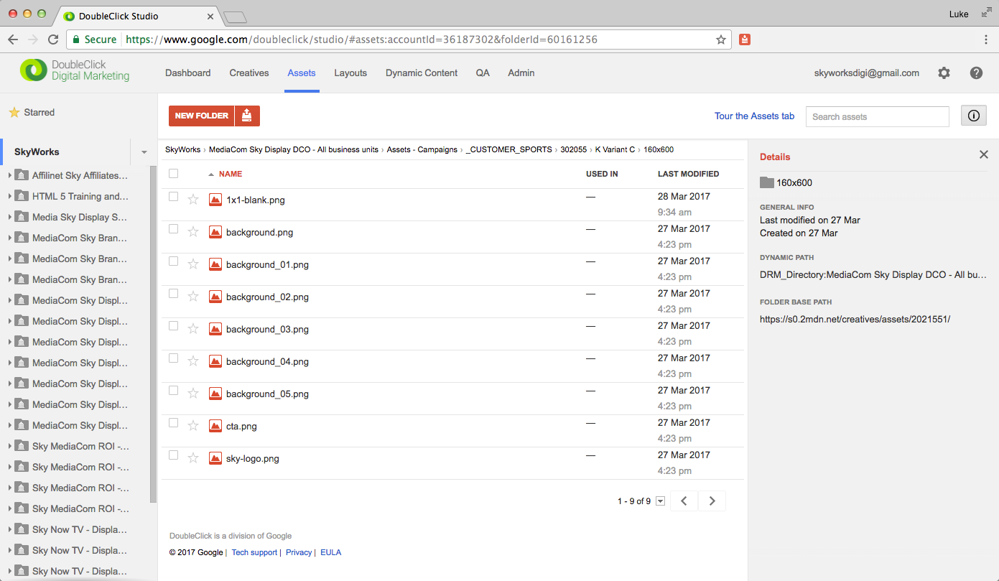 DoubleClick Studio
Luke
Secure https://www.google.com/doubleclick/studio/#assets:accountId=36187302&folderId=60161256
DoubleClick
Digital Marketing
Dashboard Creatives Assets Layouts Dynamic Content QA Admin
skyworksdigi@gmail.com
Starred
SkyWorks
Affilinet Sky Affiliates...
HTML 5 Training and...
Media Sky Display S...
MediaCom Sky Bran...
MediaCom Sky Bran...
MediaCom Sky Bran...
MediaCom Sky Displ...
MediaCom Sky Displ...
MediaCom Sky Displ...
MediaCom Sky Displ...
MediaCom Sky Displ...
MediaCom Sky Displ...
MediaCom Sky Displ...
Sky MediaCom ROI -...
Sky MediaCom ROI -...
Sky MediaCom ROI -...
Sky MediaCom ROI -...
Sky Now TV - Displa...
Sky Now TV - Displa...
Sky Now TV - Displa...
NEW FOLDER
Tour the Assets tab
Search assets
SkyWorks › MediaCom Sky Display DCO - All business units › Assets - Campaigns › _CUSTOMER_SPORTS › 302055 › K Variant C › 160x600
NAME USED IN LAST MODIFIED
1x1-blank.png — 28 Mar 2017
9:34 am
background.png — 27 Mar 2017
4:23 pm
background_01.png — 27 Mar 2017
4:23 pm
background_02.png — 27 Mar 2017
4:23 pm
background_03.png — 27 Mar 2017
4:23 pm
background_04.png — 27 Mar 2017
4:23 pm
background_05.png — 27 Mar 2017
4:23 pm
cta.png — 27 Mar 2017
4:23 pm
sky-logo.png — 27 Mar 2017
4:23 pm
1 - 9 of 9
DoubleClick is a division of Google
© 2017 Google | Tech support | Privacy | EULA
Details
160x600
GENERAL INFO
Last modified on 27 Mar
Created on 27 Mar
DYNAMIC PATH
DRM_Directory:MediaCom Sky Display DCO - All bu...
FOLDER BASE PATH
https://s0.2mdn.net/creatives/assets/2021551/